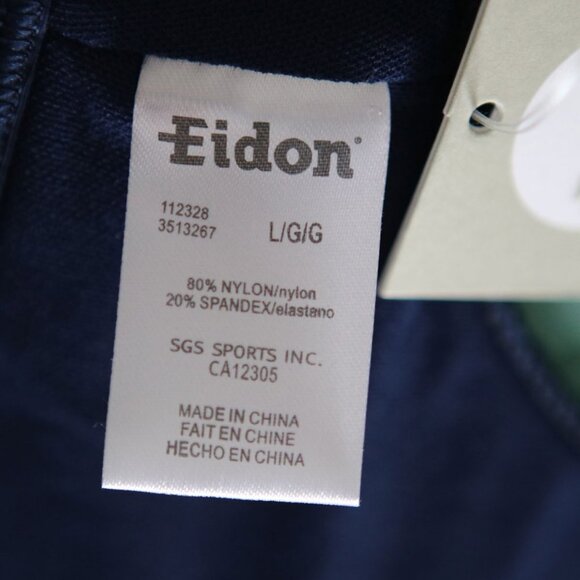 Eidon
112328
3513267
L/G/G
80% NYLON/nylon
20% SPANDEX/elastano
SGS SPORTS INC.
CA12305
MADE IN CHINA
FAIT EN CHINE
HECHO EN CHINA